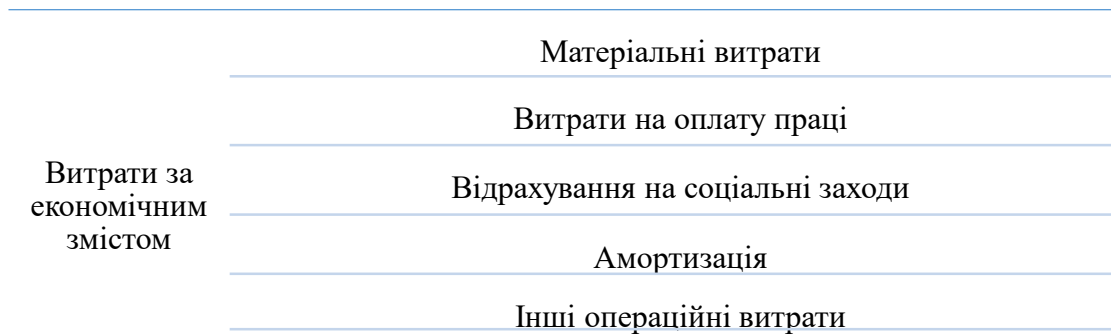 Витрати за
економічним
змістом
Матеріальні витрати
Витрати на оплату праці
Відрахування на соціальні заходи
Амортизація
Інші операційні витрати